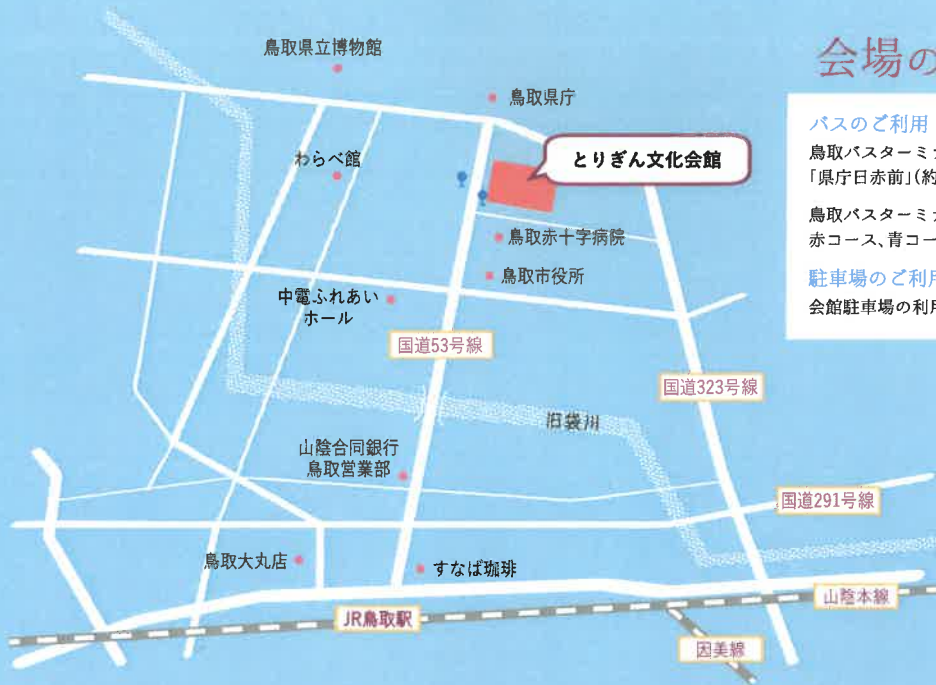 鳥取県立博物館
鳥取県庁
会場の
わらべ館
とりぎん文化会館
バスのご利用
鳥取バスターミナ
「県庁日赤前」(約
鳥取バスターミナ
赤コース、青コー
駐車場のご利用
会館駐車場の利用
鳥取赤十字病院
鳥取市役所
中電ふれあい
ホール
国道53号線
国道323号線
旧袋川
山陰合同銀行
鳥取営業部
国道291号線
鳥取大丸店
すなば珈琲
山陰本線
JR鳥取駅
因美線